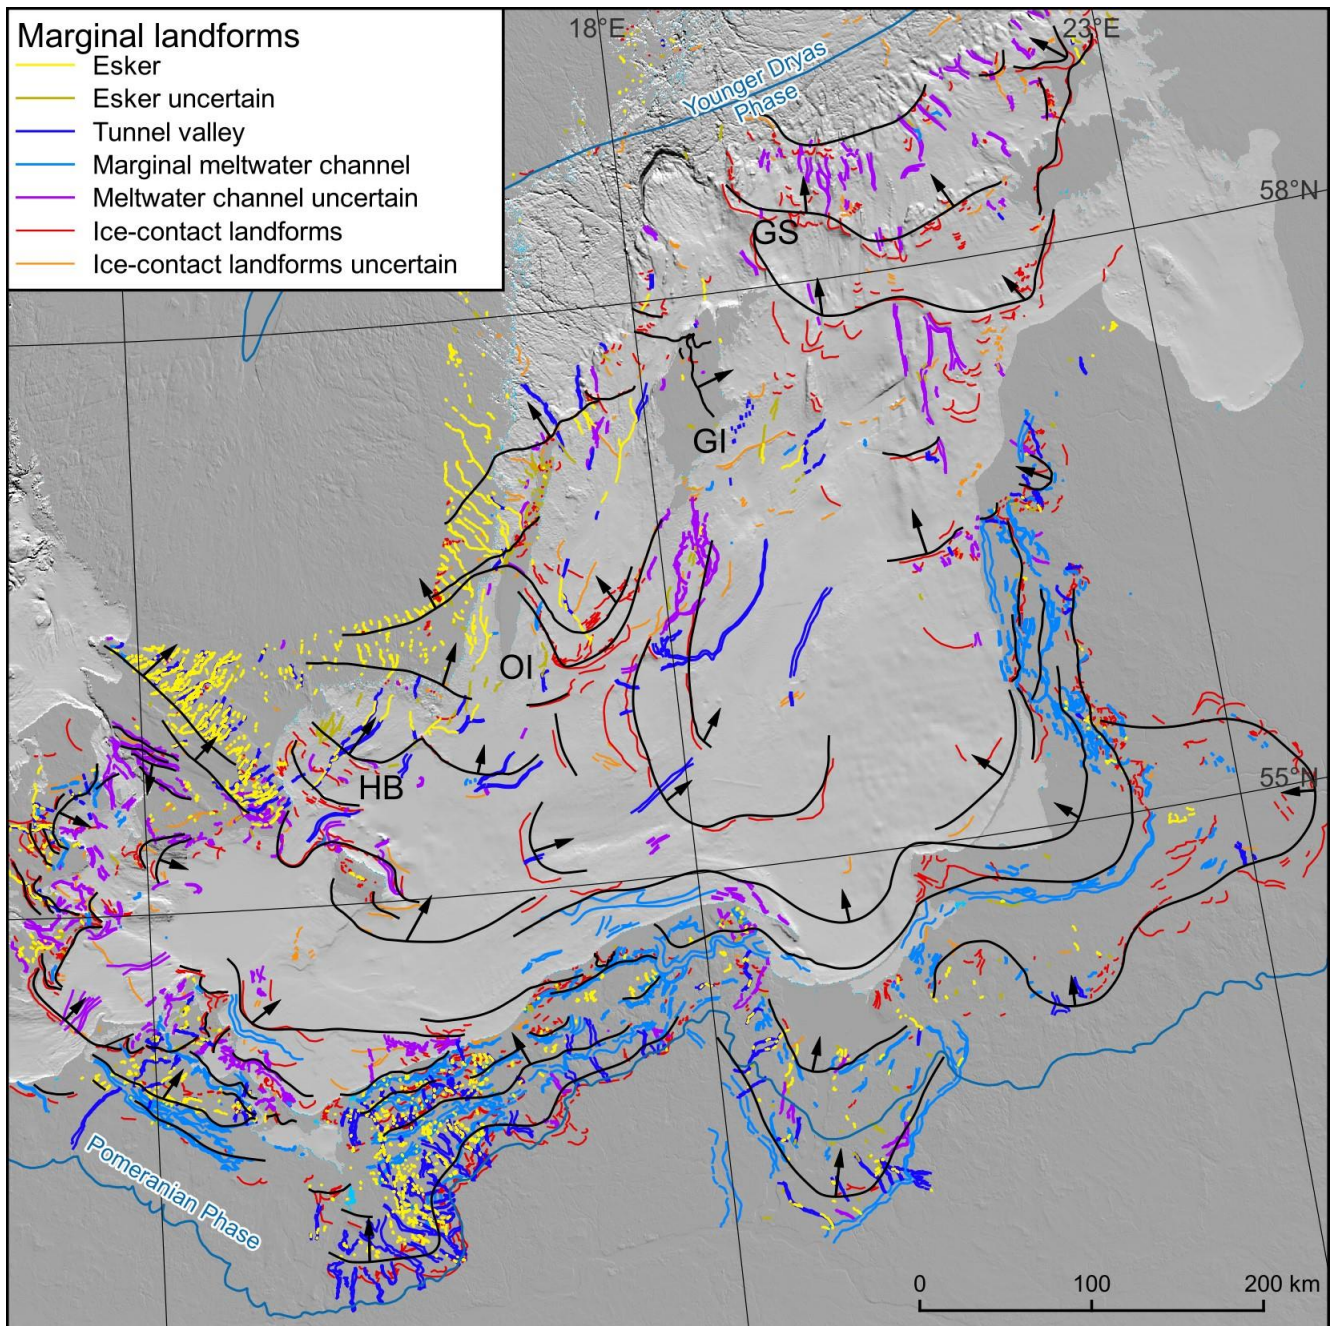 Marginal landforms
Esker
Esker uncertain
Tunnel valley
Marginal meltwater channel
Meltwater channel uncertain
Ice-contact landforms
Ice-contact landforms uncertain
18°E
23°E
Younger Dryas
Phase
58°N
GS
GI
OI
HB
55°N
Pomeranian Phase
0 100 200 km